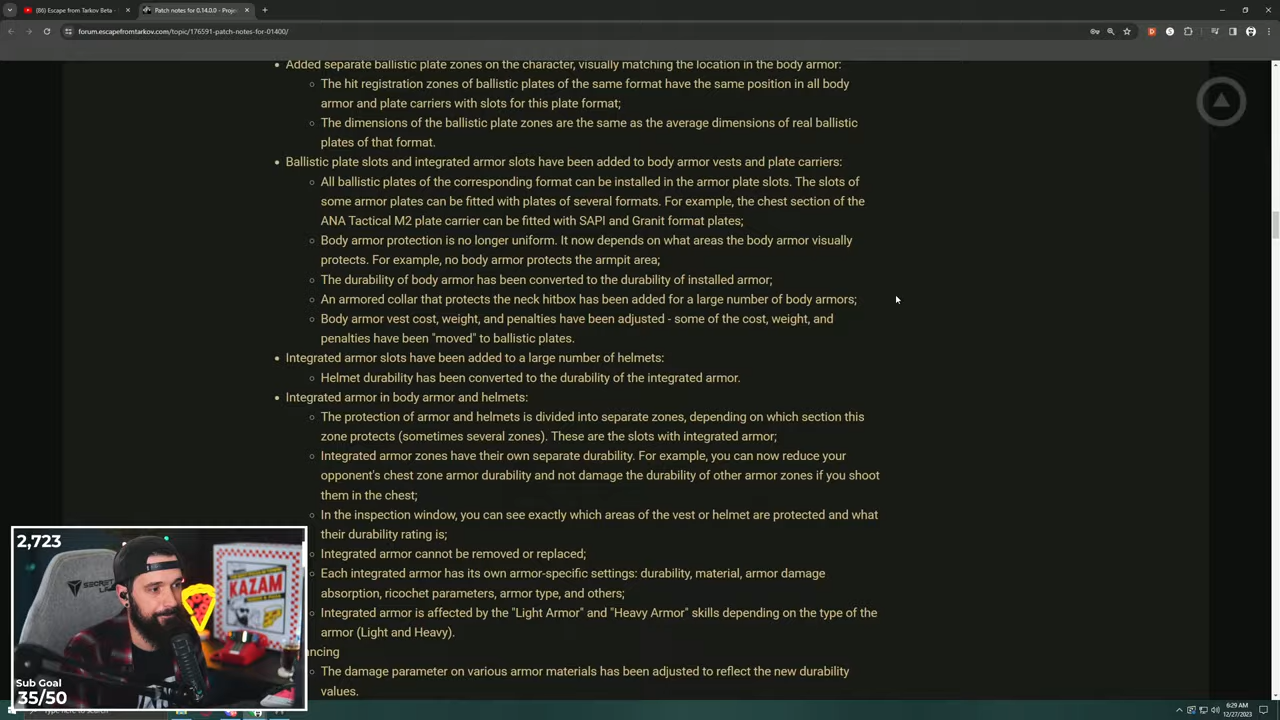 (86) Escape from Tarkov Beta -
Patch notes for 0.14.0.0 - Proje
forum.escapefromtarkov.com/topic/176591-patch-notes-for-01400/
Added separate ballistic plate zones on the character, visually matching the location in the body armor:
The hit registration zones of ballistic plates of the same format have the same position in all body
armor and plate carriers with slots for this plate format;
The dimensions of the ballistic plate zones are the same as the average dimensions of real ballistic
plates of that format.
Ballistic plate slots and integrated armor slots have been added to body armor vests and plate carriers:
All ballistic plates of the corresponding format can be installed in the armor plate slots. The slots of
some armor plates can be fitted with plates of several formats. For example, the chest section of the
ANA Tactical M2 plate carrier can be fitted with SAPI and Granit format plates;
Body armor protection is no longer uniform. It now depends on what areas the body armor visually
protects. For example, no body armor protects the armpit area;
The durability of body armor has been converted to the durability of installed armor;
An armored collar that protects the neck hitbox has been added for a large number of body armors;
Body armor vest cost, weight, and penalties have been adjusted - some of the cost, weight, and
penalties have been "moved" to ballistic plates.
Integrated armor slots have been added to a large number of helmets:
Helmet durability has been converted to the durability of the integrated armor.
Integrated armor in body armor and helmets:
The protection of armor and helmets is divided into separate zones, depending on which section this
zone protects (sometimes several zones). These are the slots with integrated armor;
Integrated armor zones have their own separate durability. For example, you can now reduce your
opponent's chest zone armor durability and not damage the durability of other armor zones if you shoot
them in the chest;
In the inspection window, you can see exactly which areas of the vest or helmet are protected and what
their durability rating is;
Integrated armor cannot be removed or replaced;
Each integrated armor has its own armor-specific settings: durability, material, armor damage
absorption, ricochet parameters, armor type, and others;
Integrated armor is affected by the "Light Armor" and "Heavy Armor" skills depending on the type of the
armor (Light and Heavy).
ncing
The damage parameter on various armor materials has been adjusted to reflect the new durability
values.
2,723
KAZAM
Sub Goal
35/50
6:29 AM
12/27/2023